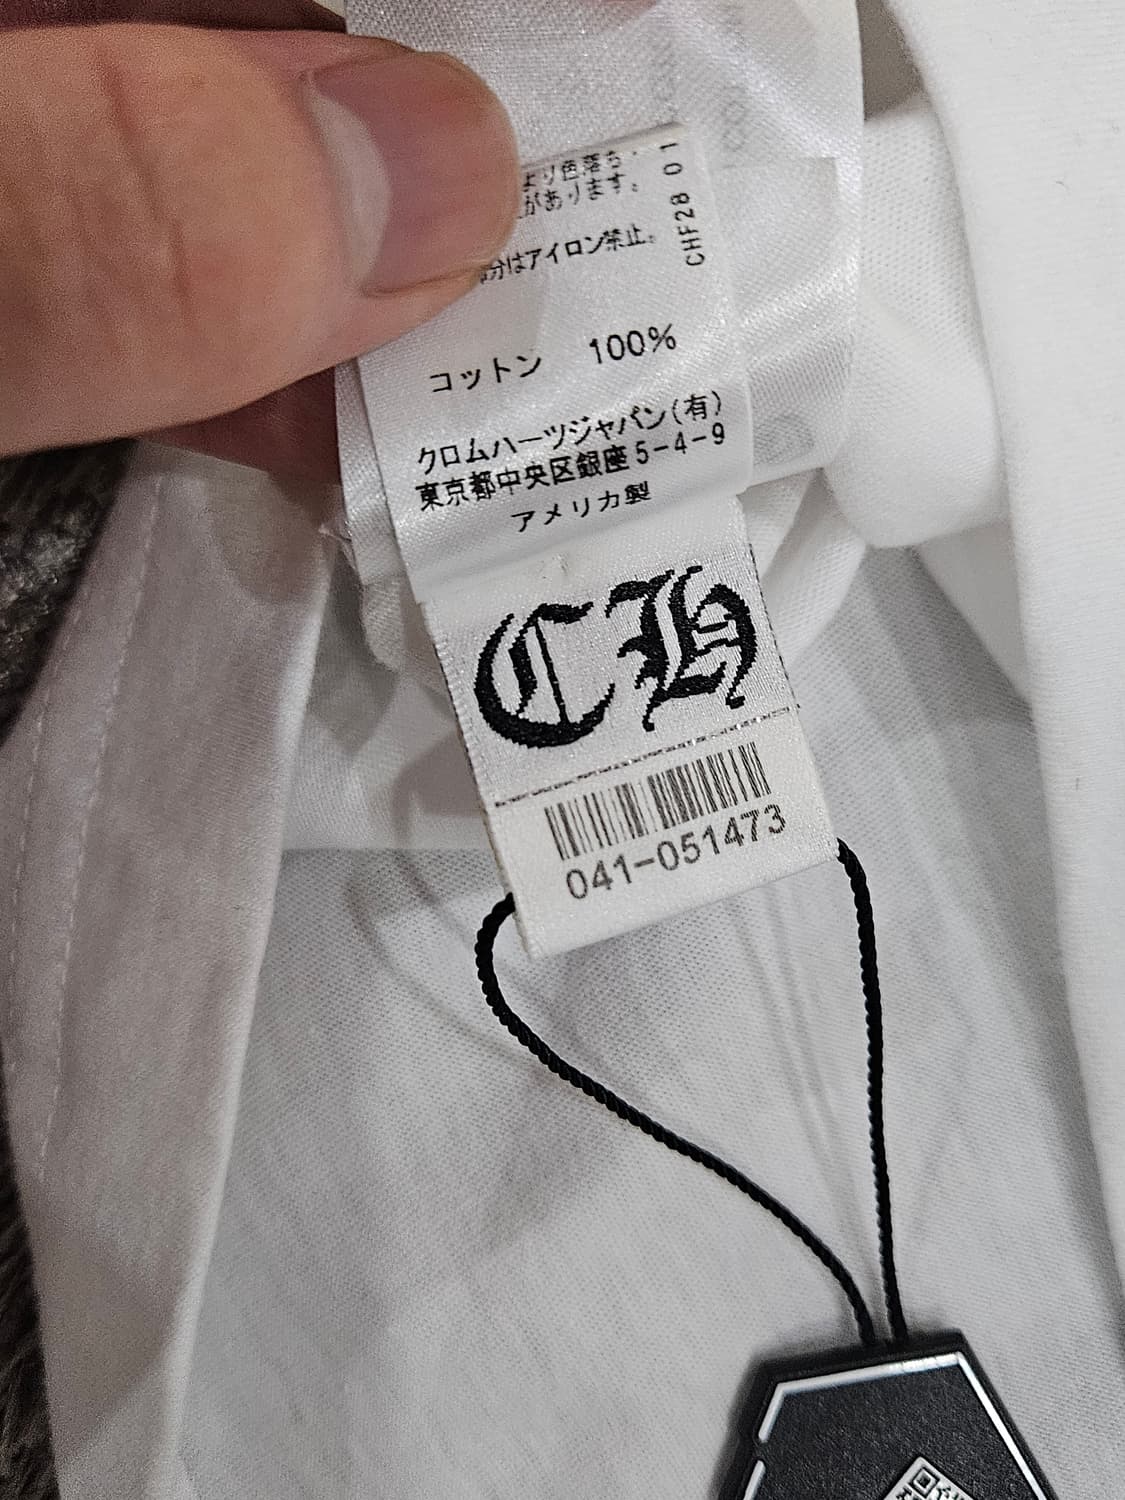 より色落ち・
があります。
分はアイロン禁止。
CHF28 01
コットン 100%
クロムハーツジャパン(有)
東京都中央区銀座5-4-9
アメリカ製
CH
041-051473